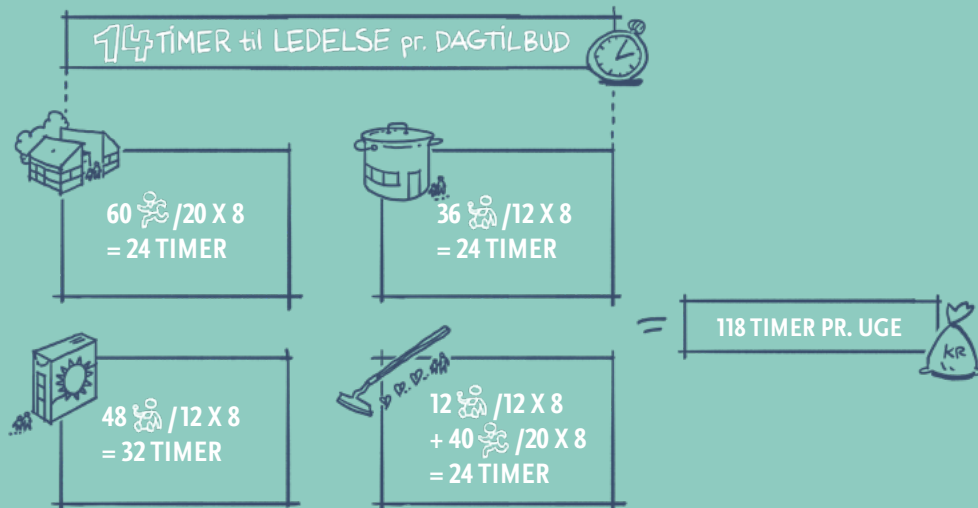 14 TIMER til LEDELSE pr. DAGTILBUD
60 /20 X 8
= 24 TIMER
36 /12 X 8
= 24 TIMER
48 /12 X 8
= 32 TIMER
12 /12 X 8
+ 40 /20 X 8
= 24 TIMER
= 118 TIMER PR. UGE
KR